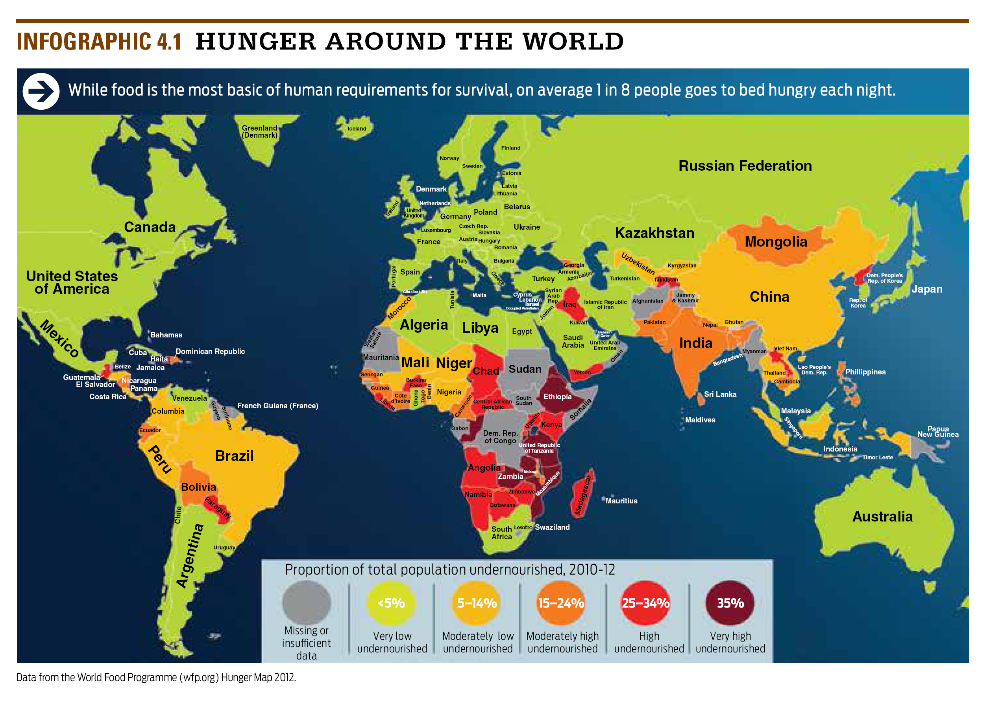 INFOGRAPHIC 4.1 HUNGER AROUND THE WORLD
While food is the most basic of human requirements for survival, on average 1 in 8 people goes to bed hungry each night.
Greenland
(Denmark)
Iceland
Finland
Norway
Sweden
Russian Federation
Estonia
Latvia
Lithuania
Denmark
Netherlands
Ireland
United
Kingdom
Belarus
Poland
Germany
Canada
Luxembourg
Czech Rep.
Slovakia
Ukraine
Kazakhstan
France
Austria
Hungary
Romania
Mongolia
Italy
Bulgaria
Uzbekistan
Kyrgyzstan
Georgia
Armenia
Azerbaijan
Portugal
Spain
Greece
Turkey
Turkenistan
Tajikistan
Dem. People's
Rep. of Korea
Japan
United States
of America
Gibraltar (UK)
Tunisia
Malta
Cyprus
Lebanon
Israel
Occupied Palestinian
Syrian
Arab
Rep.
Iraq
Islamic Republic
of Iran
Afghanistan
Jammy
& Kashmir
China
Rep. of
Korea
Morocco
Jordan
Algeria
Libya
Egypt
Kuwait
Pakistan
Nepal
Bhutan
Mexico
Bahamas
Western
Sahara
Saudi
Arabia
Bahrain
Qatar
United Arab
Emirates
Oman
India
Myanmar
Viet Nam
Cuba
Dominican Republic
Haita
Belize
Jamaica
Mauritania
Mali
Niger
Chad
Sudan
Bangladesh
Lao People's
Dem. Rep.
Phillippines
Guatemala
El Salvador
Nicaragua
Panama
Costa Rica
Senegan
Burkina
Faso
Yemen
Thailand
Cambodia
Guinea
Cote
d'Ivoire
Liberia
Ghana
Togo
Benin
Nigeria
Cameroon
Central African
Republic
South
Sudan
Ethiopia
Somalia
Sri Lanka
Venezuela
Guyana
Suriname
French Guiana (France)
Columbia
Malaysia
Singapore
Maldives
Ecuador
Gabon
Dem. Rep.
of Congo
Uganda
Kenya
Papua
New Guinea
Peru
Brazil
United Republic
of Tanzania
Indonesia
Timor Leste
Angolia
Zambia
Malaawi
Mozambique
Bolivia
Paraguay
Namibia
Zimbabwe
Botswana
Madagascar
Mauritius
Chile
Argentina
Uruguay
South
Africa
Lesotho
Swaziland
Australia
Proportion of total population undernourished, 2010-12
<5%
5–14%
15–24%
25–34%
35%
Missing or
insufficient
data
Very low
undernourished
Moderately low
undernourished
Moderately high
undernourished
High
undernourished
Very high
undernourished
Data from the World Food Programme (wfp.org) Hunger Map 2012.